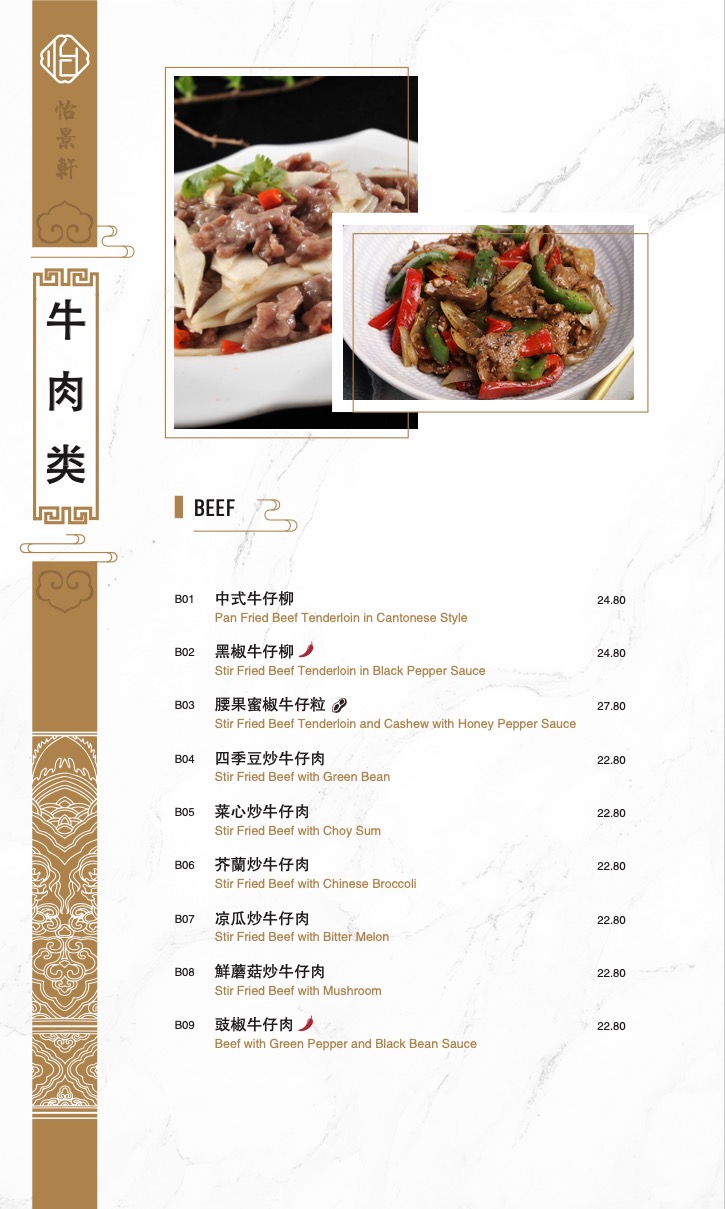 怡景軒
牛肉类
BEEF
B01 中式牛仔柳 24.80
Pan Fried Beef Tenderloin in Cantonese Style
B02 黑椒牛仔柳 24.80
Stir Fried Beef Tenderloin in Black Pepper Sauce
B03 腰果蜜椒牛仔粒 27.80
Stir Fried Beef Tenderloin and Cashew with Honey Pepper Sauce
B04 四季豆炒牛仔肉 22.80
Stir Fried Beef with Green Bean
B05 菜心炒牛仔肉 22.80
Stir Fried Beef with Choy Sum
B06 芥蘭炒牛仔肉 22.80
Stir Fried Beef with Chinese Broccoli
B07 凉瓜炒牛仔肉 22.80
Stir Fried Beef with Bitter Melon
B08 鮮蘑菇炒牛仔肉 22.80
Stir Fried Beef with Mushroom
B09 豉椒牛仔肉 22.80
Beef with Green Pepper and Black Bean Sauce